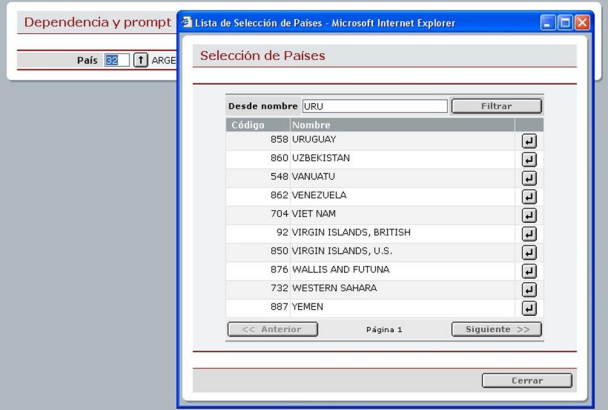 Dependencia y prompt
Lista de Selección de Países - Microsoft Internet Explorer
País 32 ARGE
Selección de Países
Desde nombre URU Filtrar
Código Nombre
858 URUGUAY
860 UZBEKISTAN
548 VANUATU
862 VENEZUELA
704 VIET NAM
92 VIRGIN ISLANDS, BRITISH
850 VIRGIN ISLANDS, U.S.
876 WALLIS AND FUTUNA
732 WESTERN SAHARA
887 YEMEN
<< Anterior Página 1 Siguiente >>
Cerrar